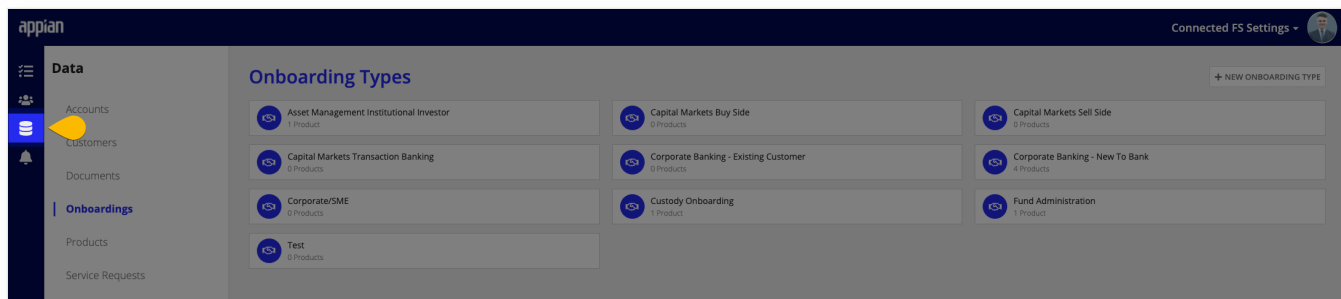 appian
Connected FS Settings
Data
Accounts
Customers
Documents
Onboardings
Products
Service Requests
Onboarding Types
+ NEW ONBOARDING TYPE
Asset Management Institutional Investor
1 Product
Capital Markets Buy Side
0 Products
Capital Markets Sell Side
0 Products
Capital Markets Transaction Banking
0 Products
Corporate Banking - Existing Customer
0 Products
Corporate Banking - New To Bank
4 Products
Corporate/SME
0 Products
Custody Onboarding
1 Product
Fund Administration
1 Product
Test
0 Products